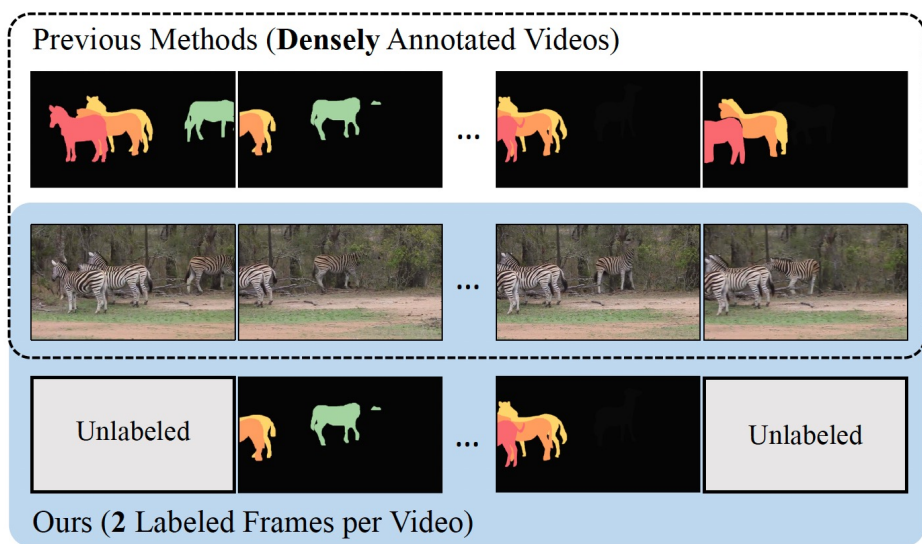 Previous Methods (Densely Annotated Videos)
...
...
Unlabeled
...
Unlabeled
Ours (2 Labeled Frames per Video)